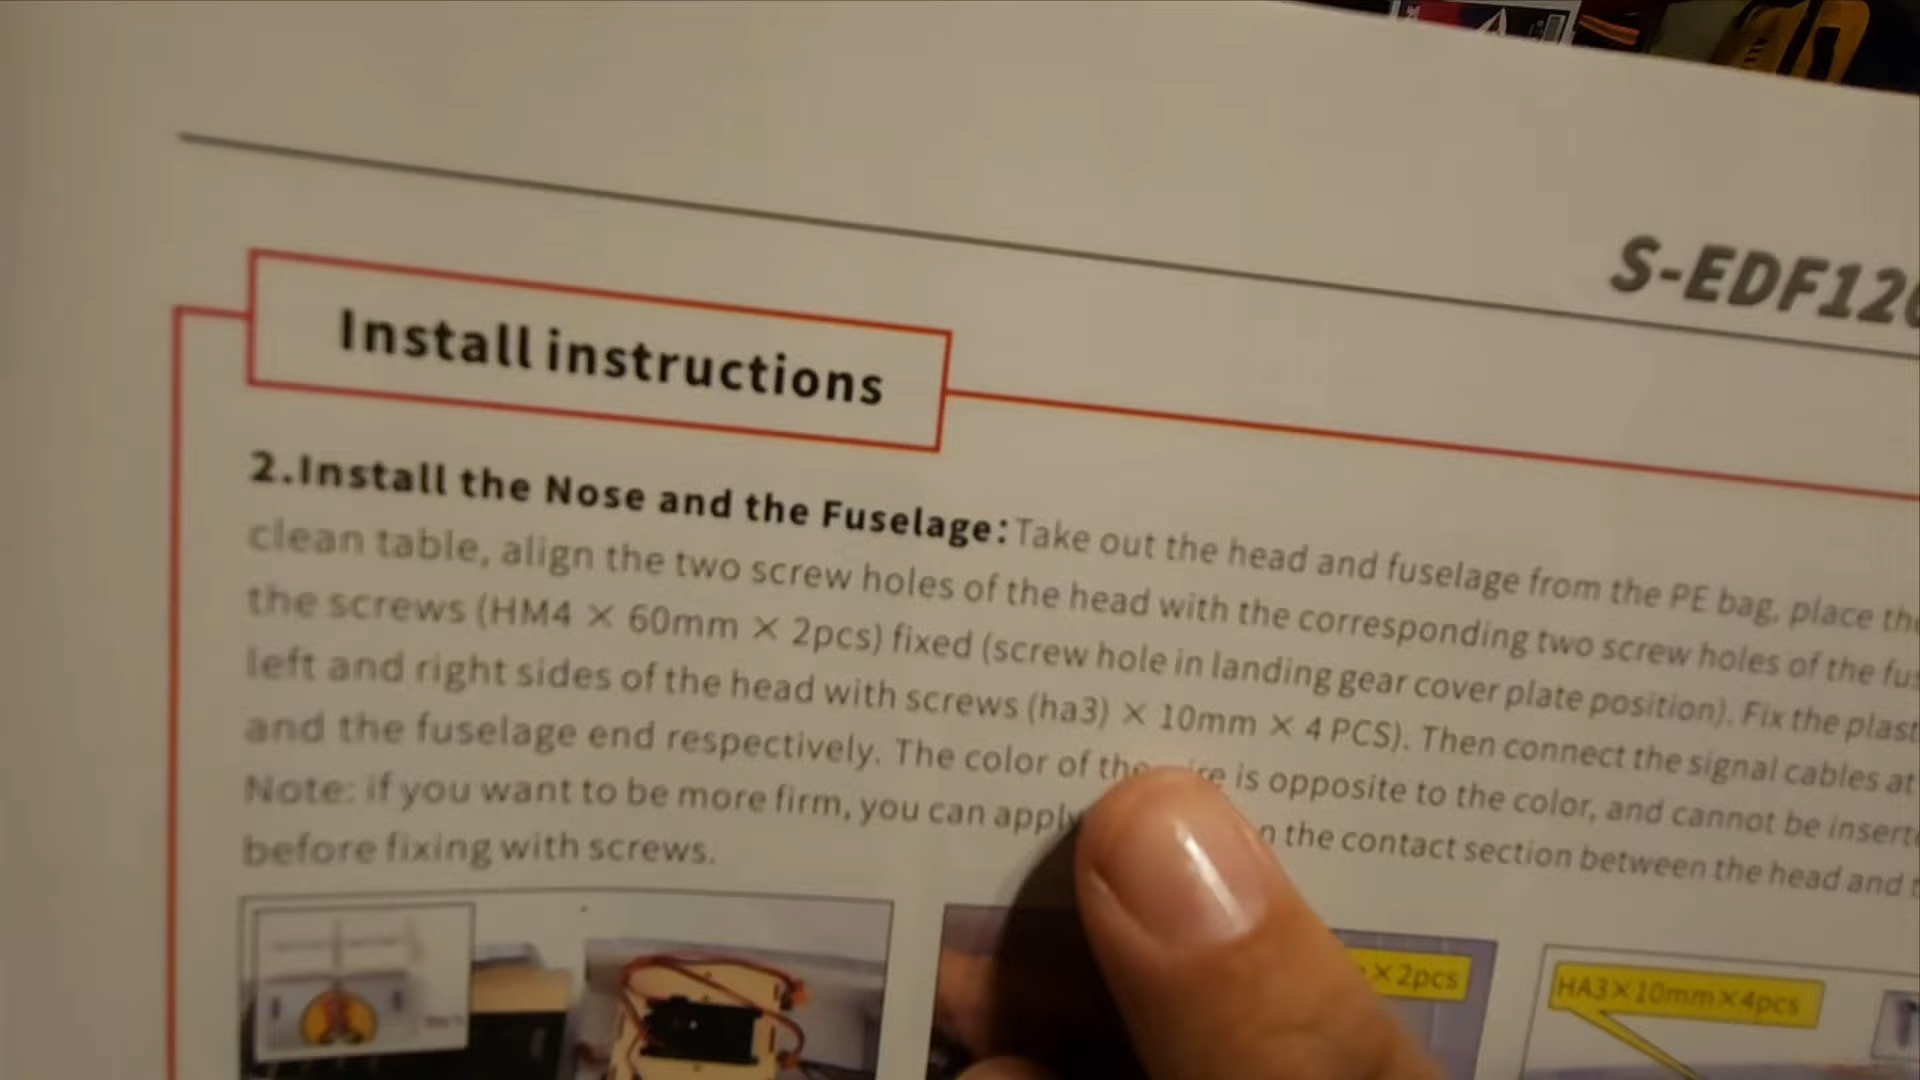 S-EDF12
Install instructions
2.Install the Nose and the Fuselage: Take out the head and fuselage from the PE bag, place
clean table, align the two screw holes of the head with the corresponding two screw holes of the
the screws (HM4 × 60mm × 2pcs) fixed (screw hole in landing gear cover plate position). Fix the
left and right sides of the head with screws (ha3) × 10mm × 4 PCS). Then connect the signal cables at
and the fuselage end respectively. The color of the is opposite to the color, and cannot be
Note: if you want to be more firm, you can apply the contact section between the head and
before fixing with screws.
×2pcs
HA3×10mm×4pcs